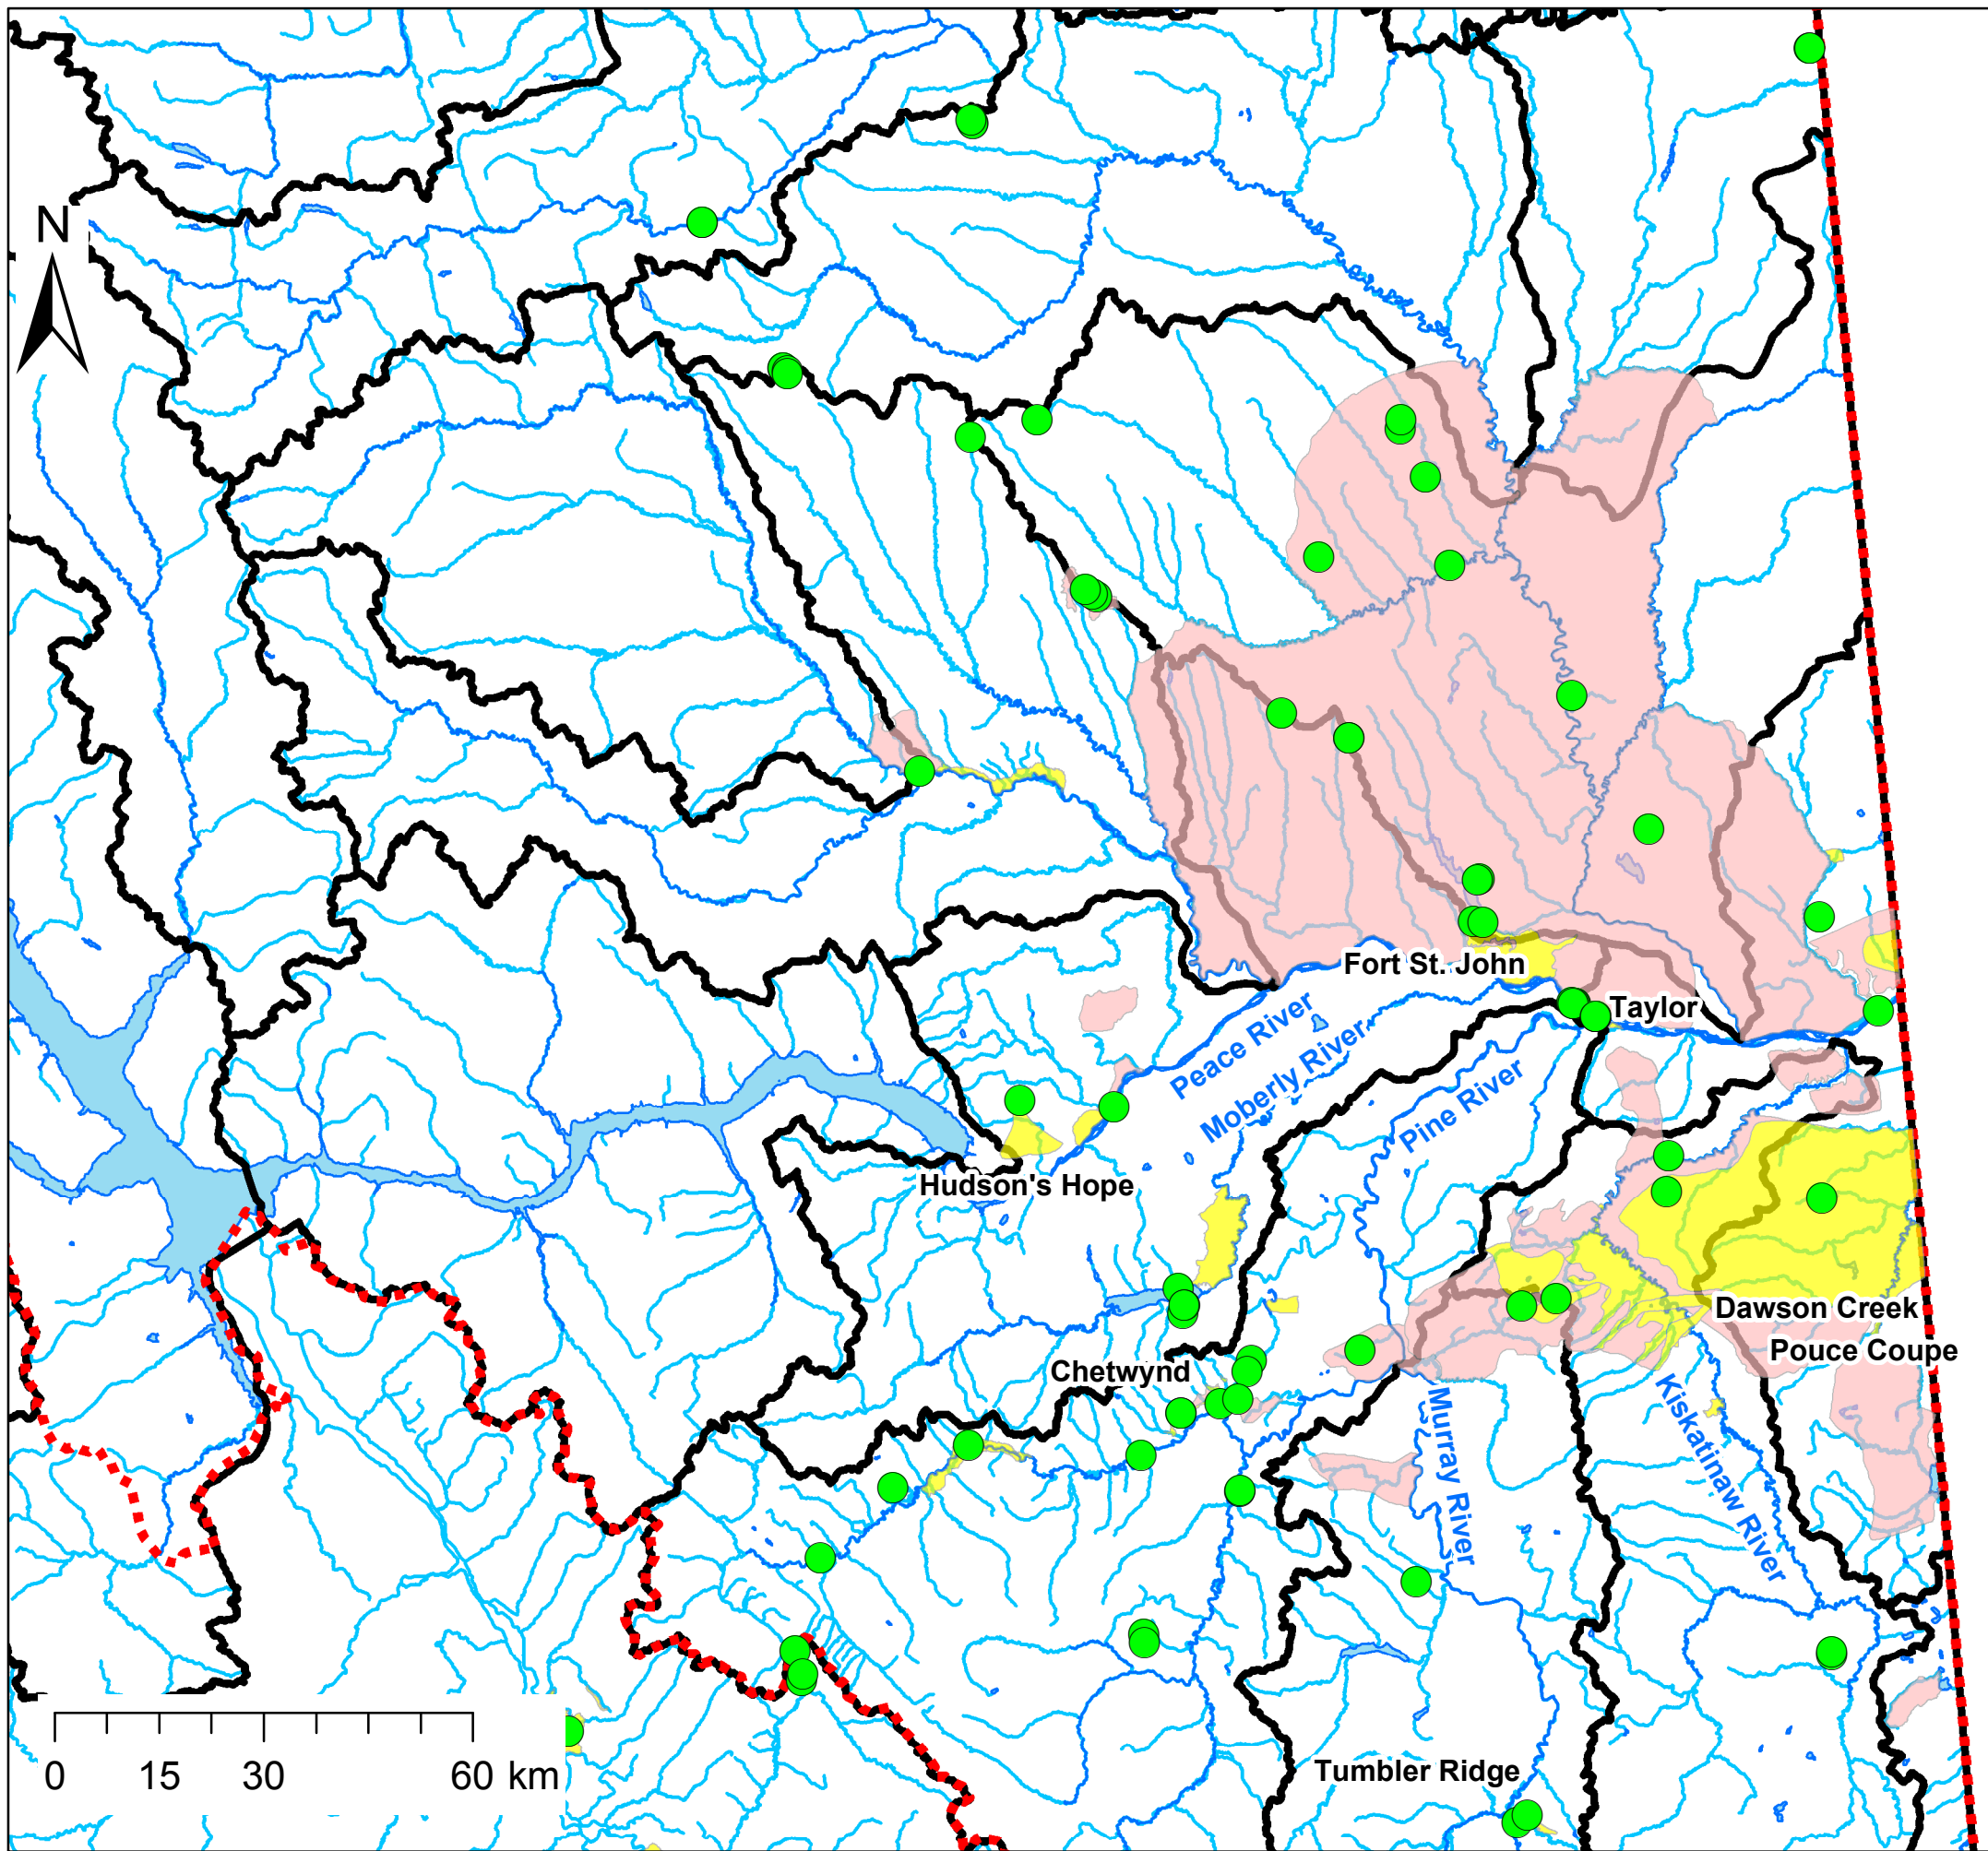 N
Fort St. John
Taylor
Peace River
Moberly River
Pine River
Hudson's Hope
Dawson Creek
Pouce Coupe
Chetwynd
Murray River
Kiskatinaw River
Tumbler Ridge
0 15 30 60 km